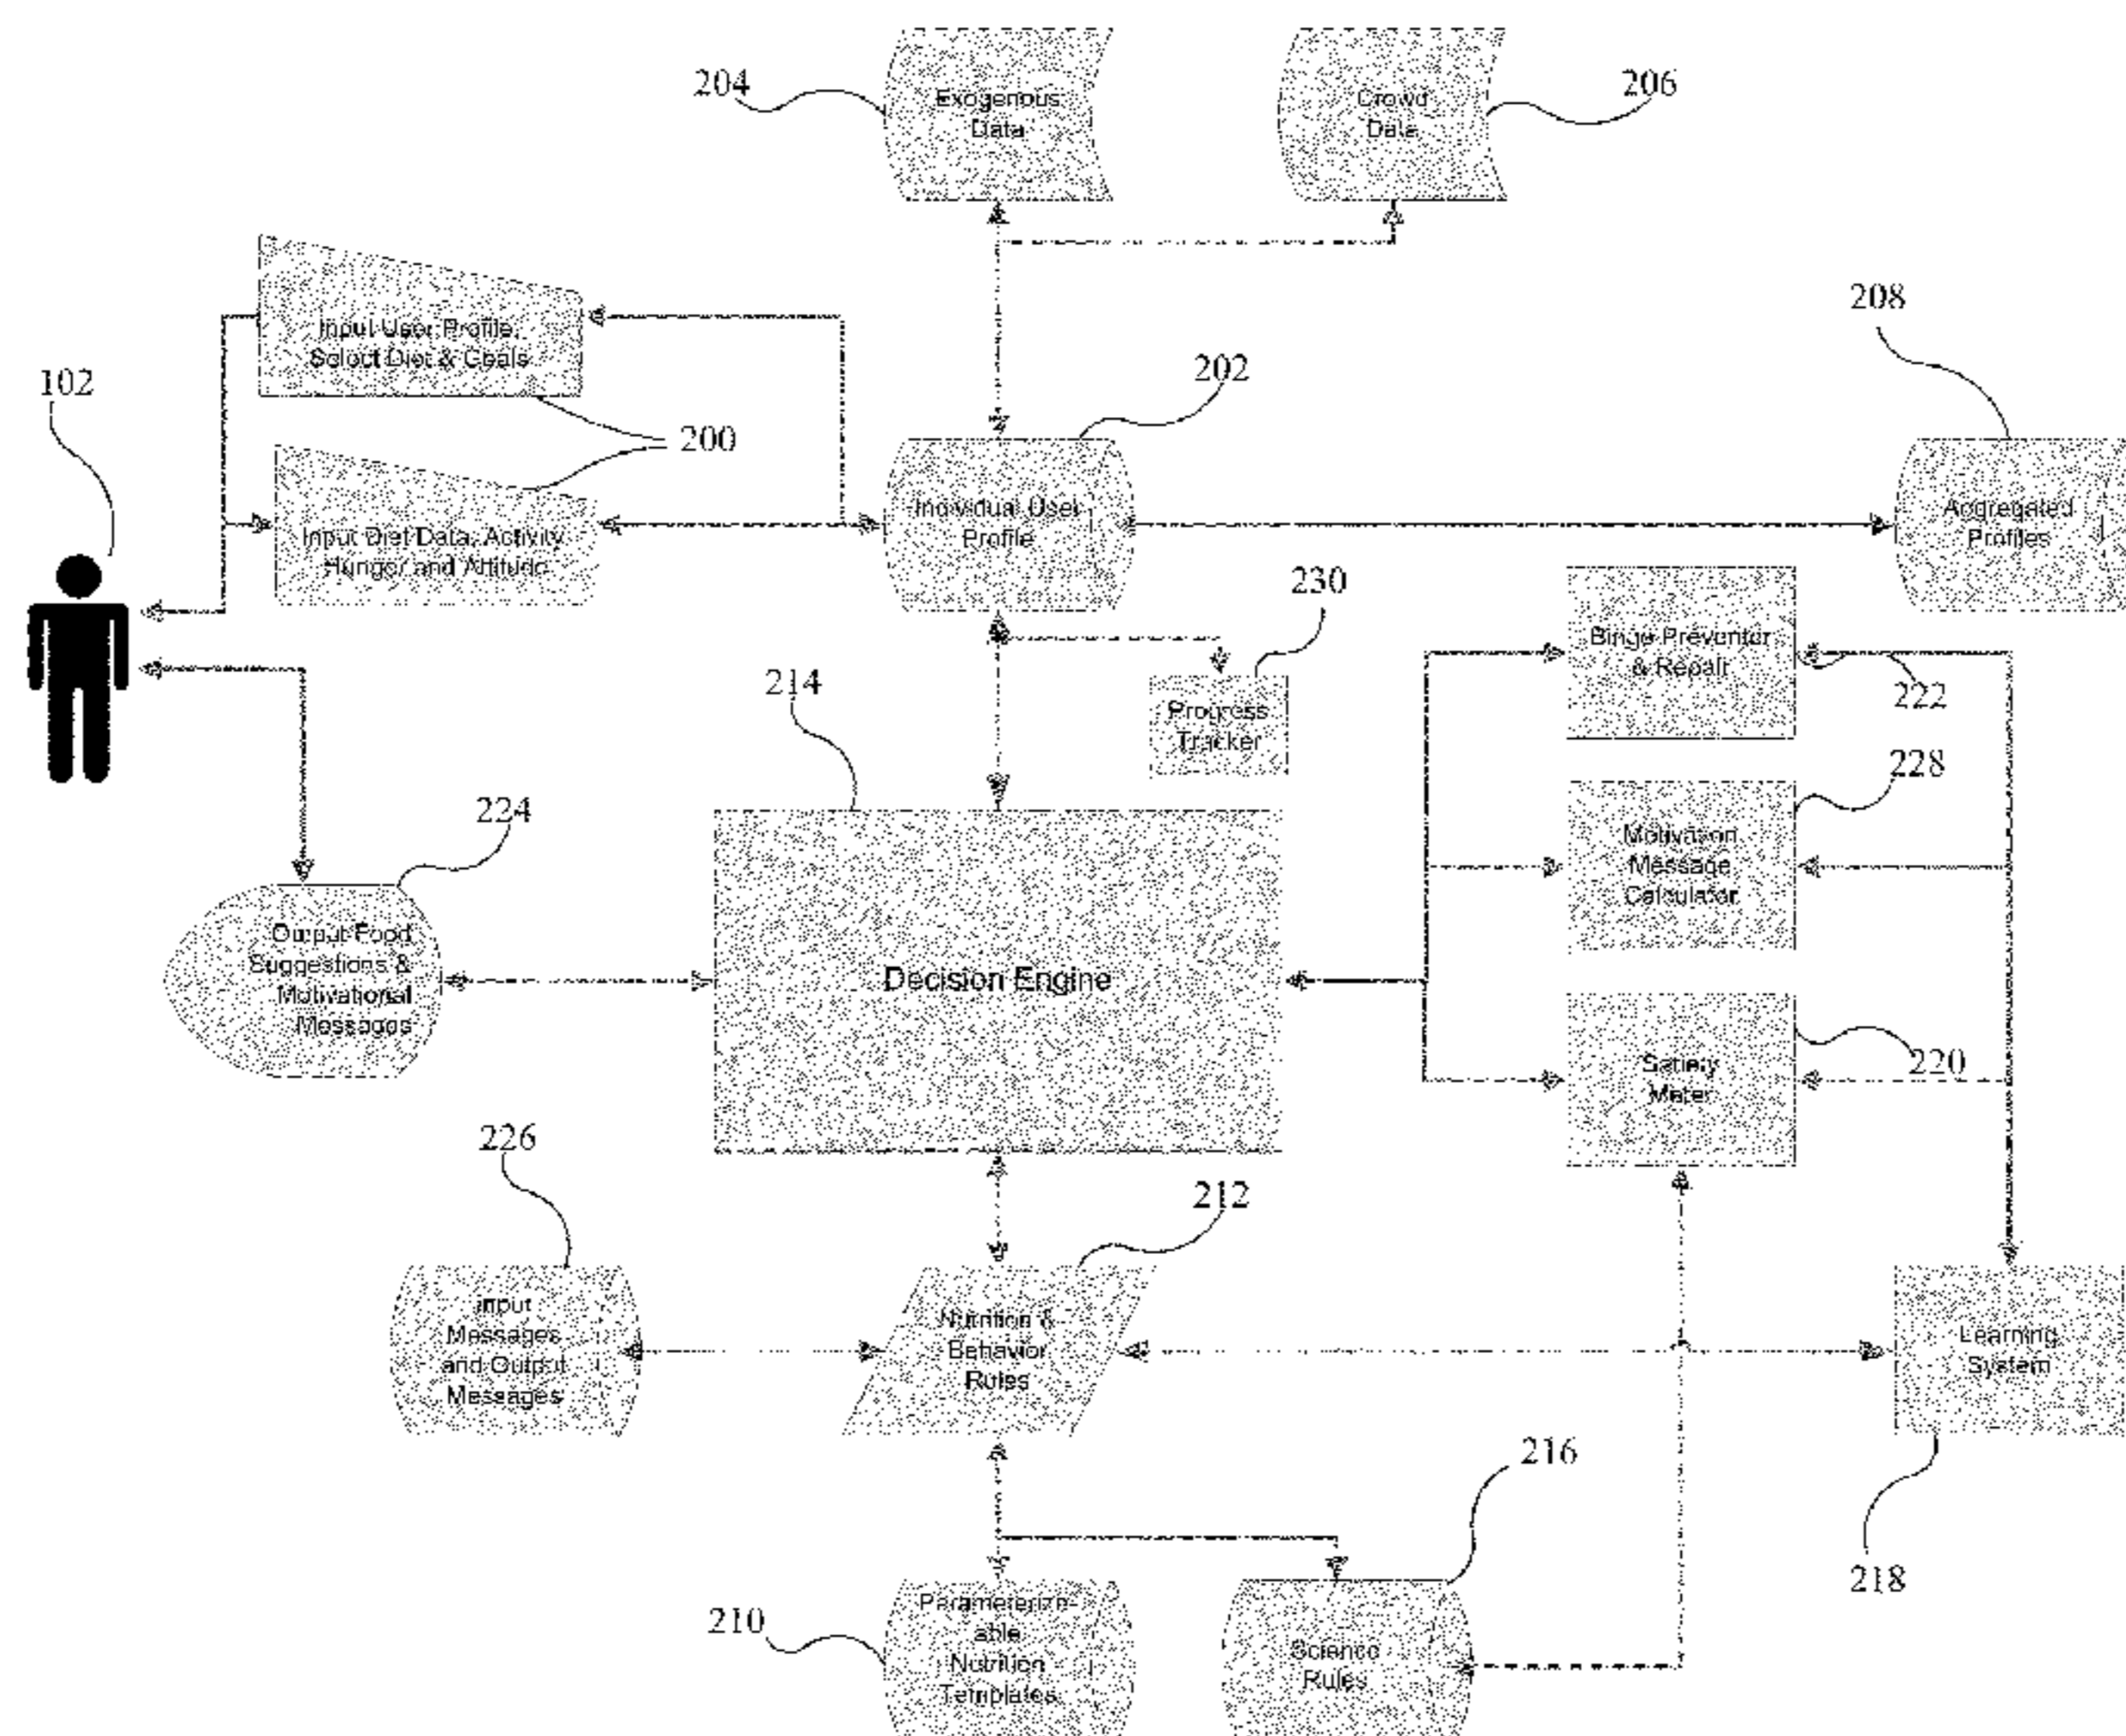 204
Exogenous
Data
Crowd
Data
206
Input User Profile,
Select Diet & Goals
208
102
202
200
Individual User
Profile
Aggregated
Profiles
Input Diet Data, Activity
Hunger and Attitude
230
Binge Preventor
& Repair
222
214
Progress
Tracker
228
224
Motivation
Message
Calculator
Output Food
Suggestions &
Motivational
Messages
Decision Engine
Satiety
Meter
220
226
212
Input
Messages
and Output
Messages
Nutrition &
Behavior
Rules
Learning
System
216
218
210
Parameteriz-
able
Nutrition
Templates
Science
Rules